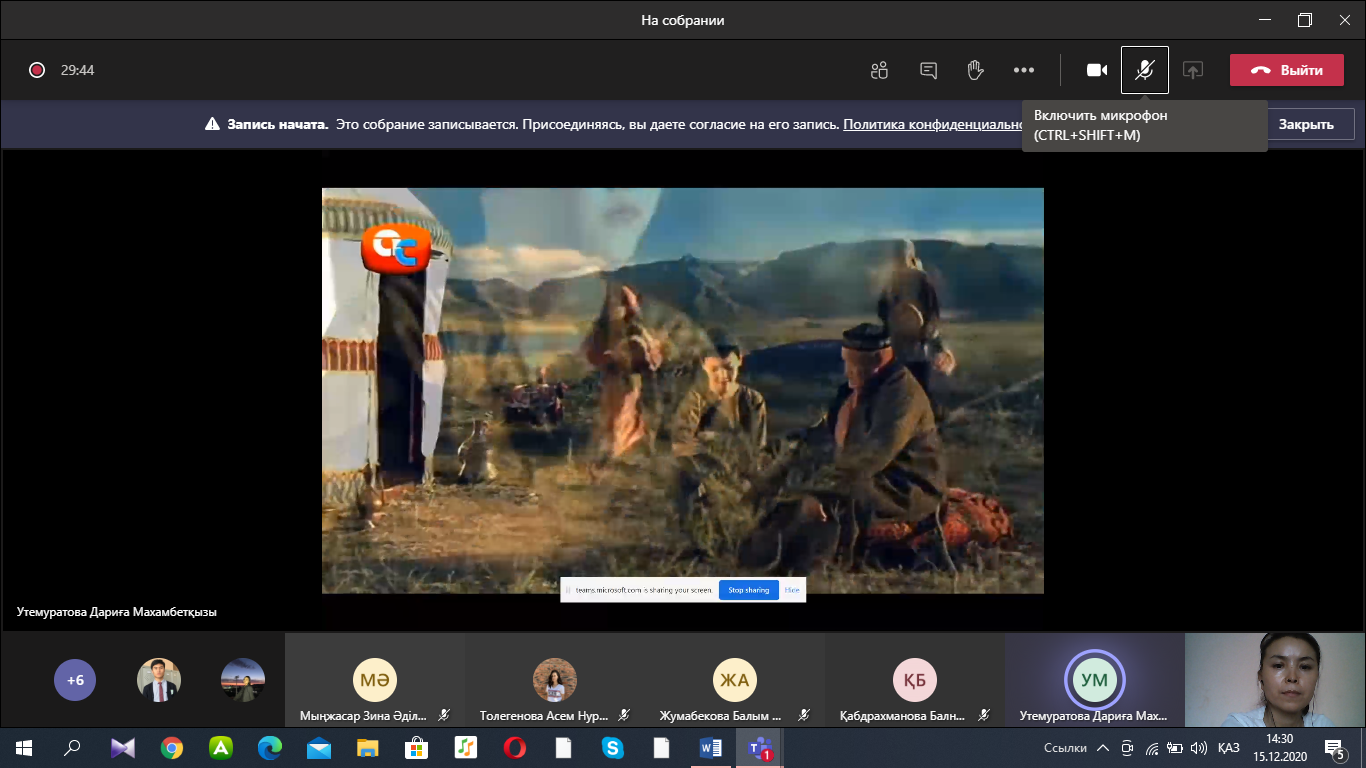 На собрании
29:44
Выйти
Запись начата. Это собрание записывается. Присоединяясь, вы даете согласие на его запись. Политика конфиденциально
Закрыть
Включить микрофон
(CTRL+SHIFT+M)
teams.microsoft.com is sharing your screen. Stop sharing Hide
Утемуратова Дариға Махамбетқызы
+6
МӘ
ЖА
ҚБ
УМ
Мыңжасар Зина Әділ...
Толегенова Асем Нур...
Жумабекова Балым ...
Қабдрахманова Балн...
Утемуратова Дариға Мах...
Ссылки
ҚАЗ
14:30
15.12.2020
1
5